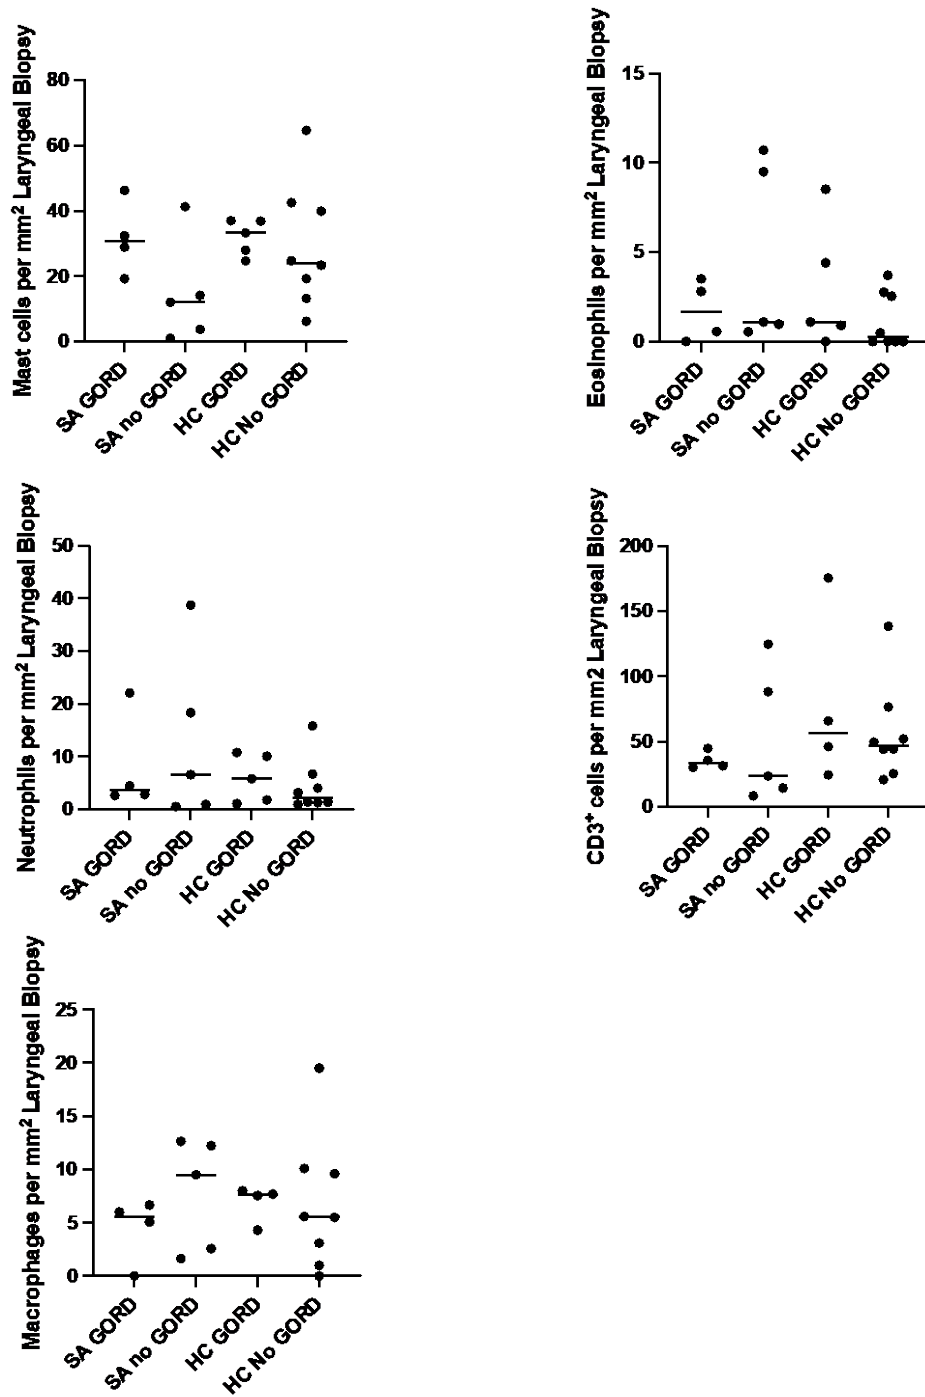 Mast cells per mm² Laryngeal Biopsy
80
60
40
20
0
SA GORD
SA no GORD
HC GORD
HC No GORD
Eosinophils per mm² Laryngeal Biopsy
15
10
5
0
SA GORD
SA no GORD
HC GORD
HC No GORD
Neutrophils per mm² Laryngeal Biopsy
50
40
30
20
10
0
SA GORD
SA no GORD
HC GORD
HC No GORD
CD3⁺ cells per mm2 Laryngeal Biopsy
200
150
100
50
0
SA GORD
SA no GORD
HC GORD
HC No GORD
Macrophages per mm² Laryngeal Biopsy
25
20
15
10
5
0
SA GORD
SA no GORD
HC GORD
HC No GORD